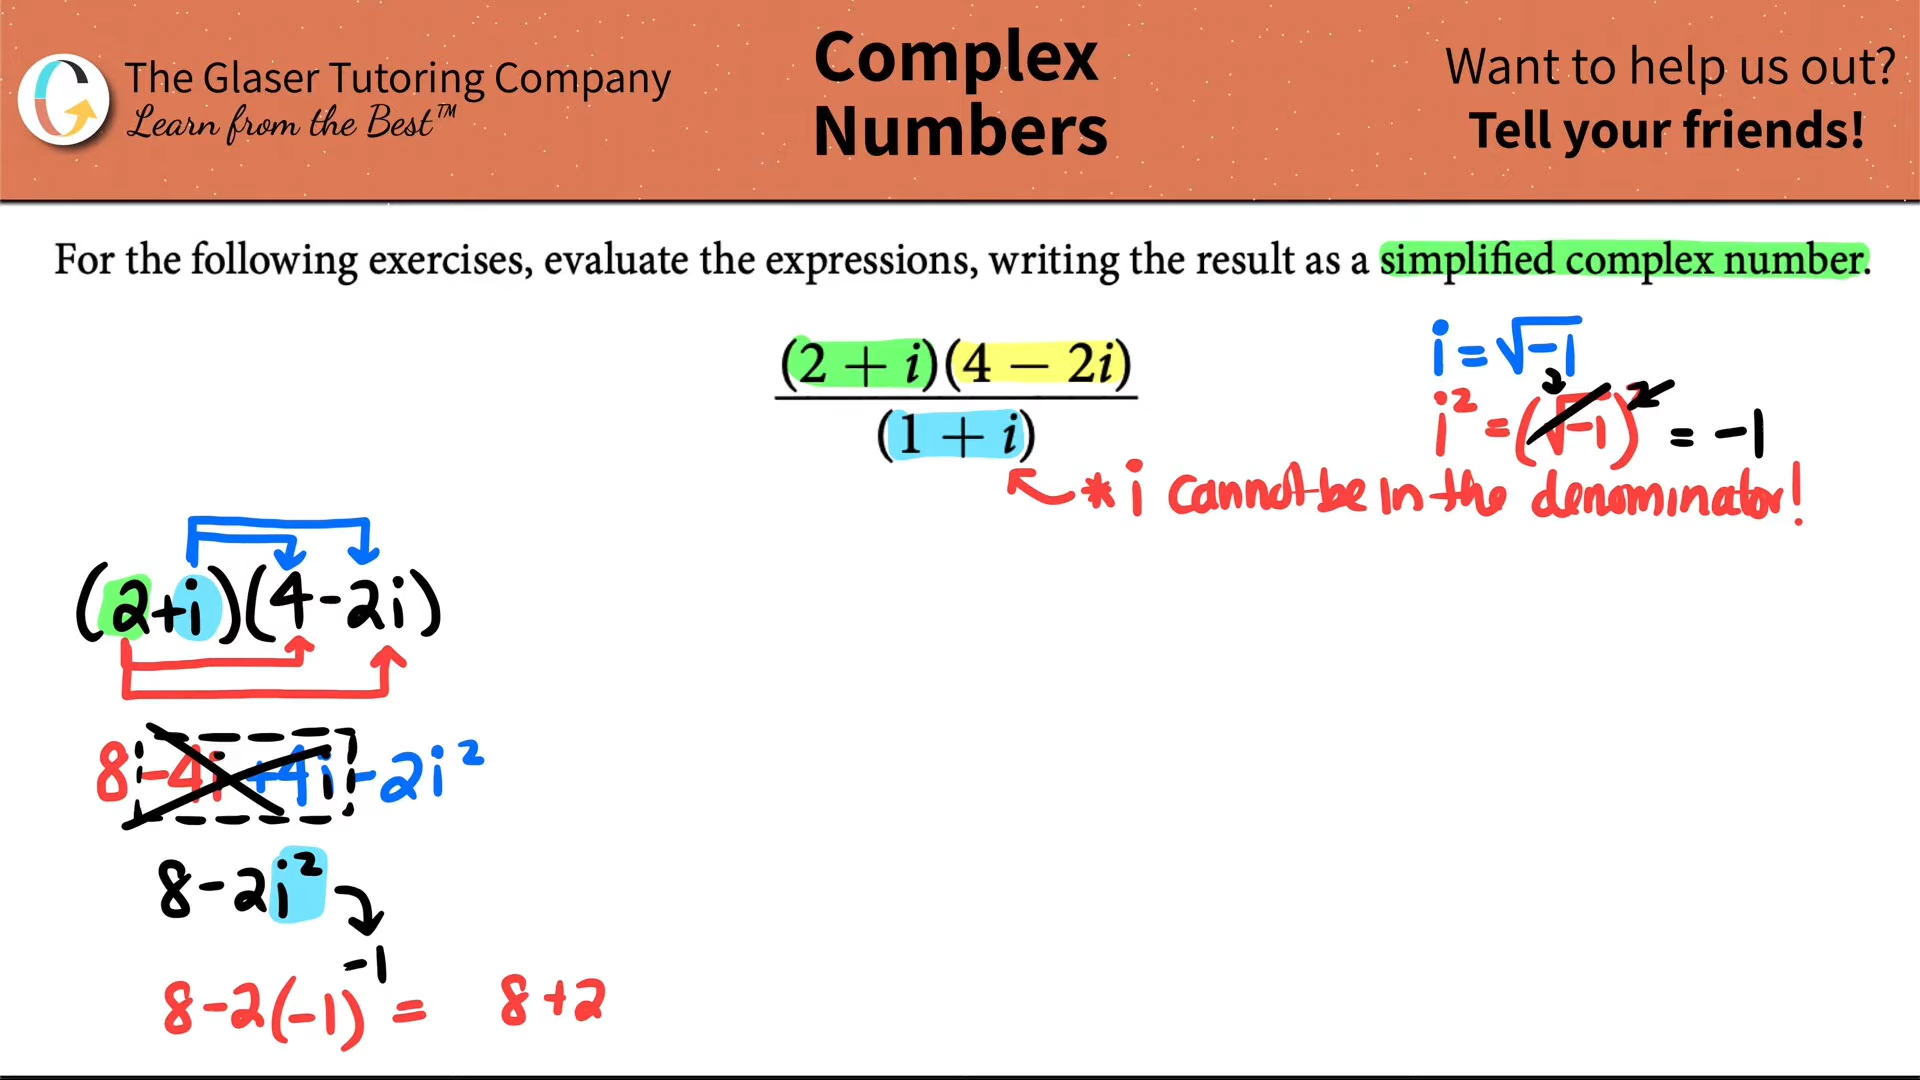 The Glaser Tutoring Company
Learn from the Best™
Complex
Numbers
Want to help us out?
Tell your friends!
For the following exercises, evaluate the expressions, writing the result as a simplified complex number.
(2 + i)(4 − 2i)
(1 + i)
i = √-1
i² = (√-1)² = -1
2
* i cannot be in the denominator!
(2+i)(4-2i)
8 -4i +4i -2i²
8-2i²
-1
8-2(-1) = 8+2